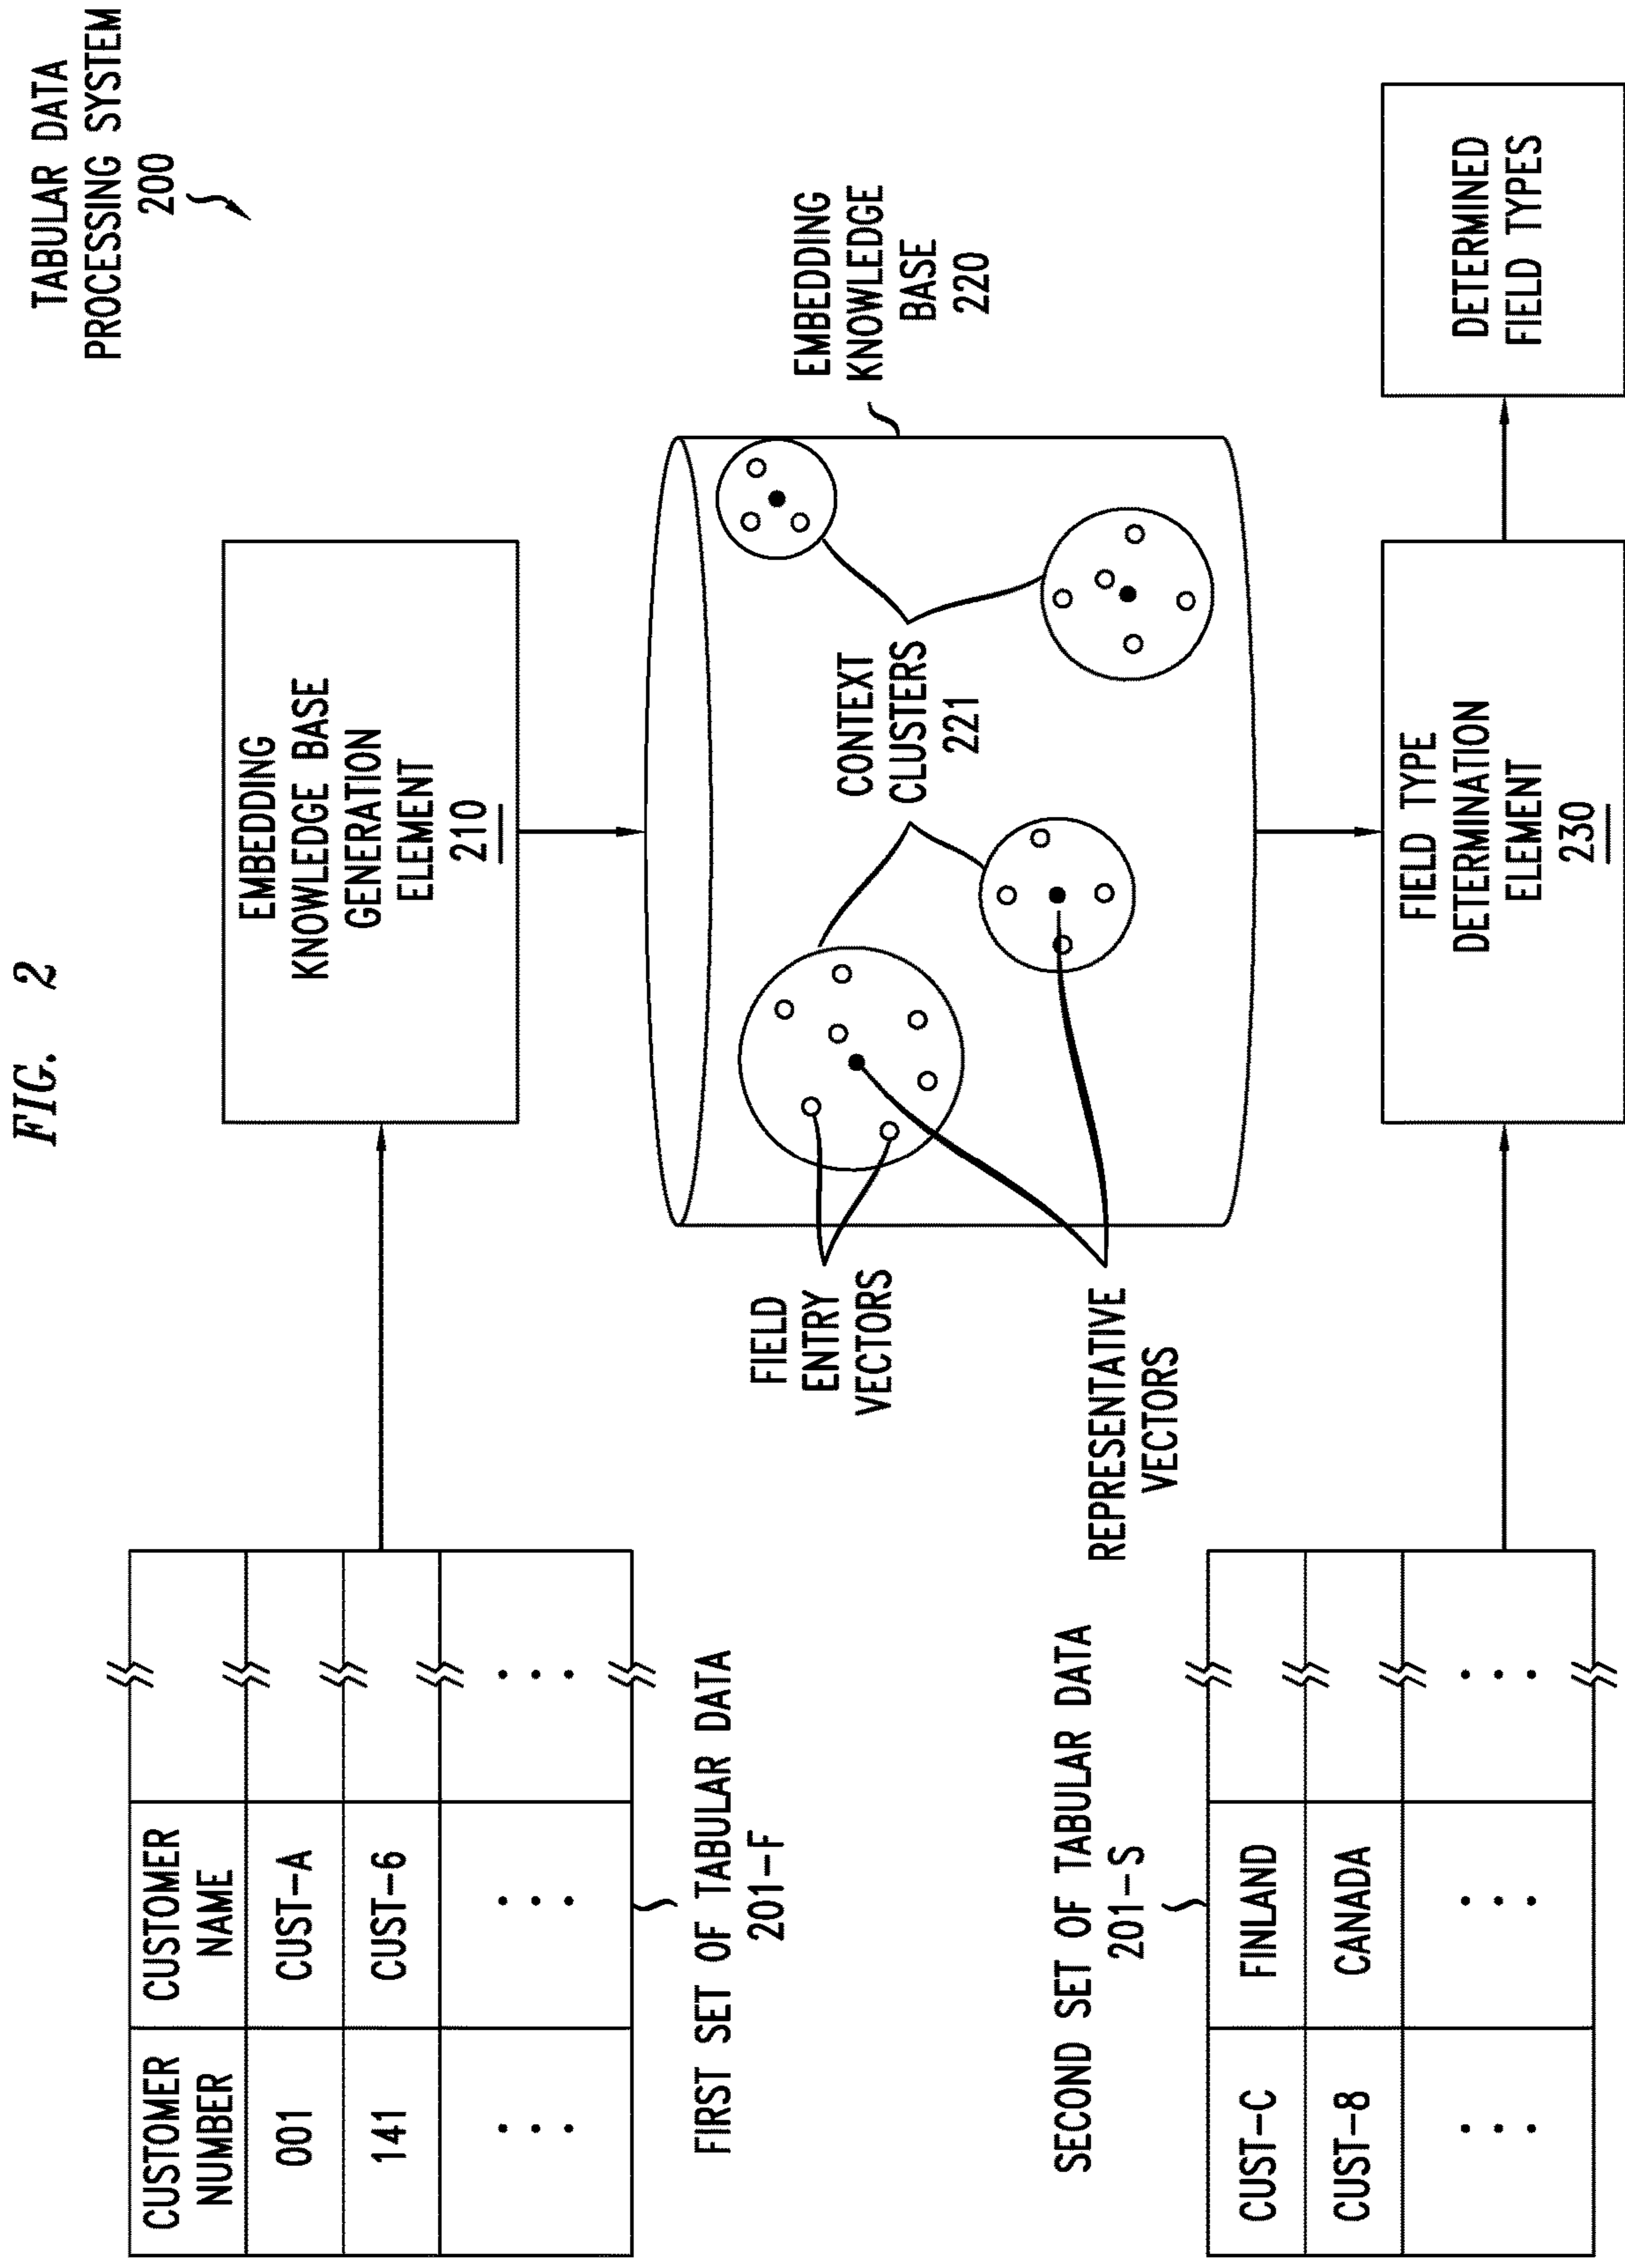 FIG. 2
TABULAR DATA
PROCESSING SYSTEM
200
CUSTOMER
NUMBER
CUSTOMER
NAME
001
CUST-A
141
CUST-6
FIRST SET OF TABULAR DATA
201-F
EMBEDDING
KNOWLEDGE BASE
GENERATION
ELEMENT
210
EMBEDDING
KNOWLEDGE
BASE
220
CONTEXT
CLUSTERS
221
FIELD
ENTRY
VECTORS
REPRESENTATIVE
VECTORS
SECOND SET OF TABULAR DATA
201-S
CUST-C
FINLAND
CUST-8
CANADA
FIELD TYPE
DETERMINATION
ELEMENT
230
DETERMINED
FIELD TYPES